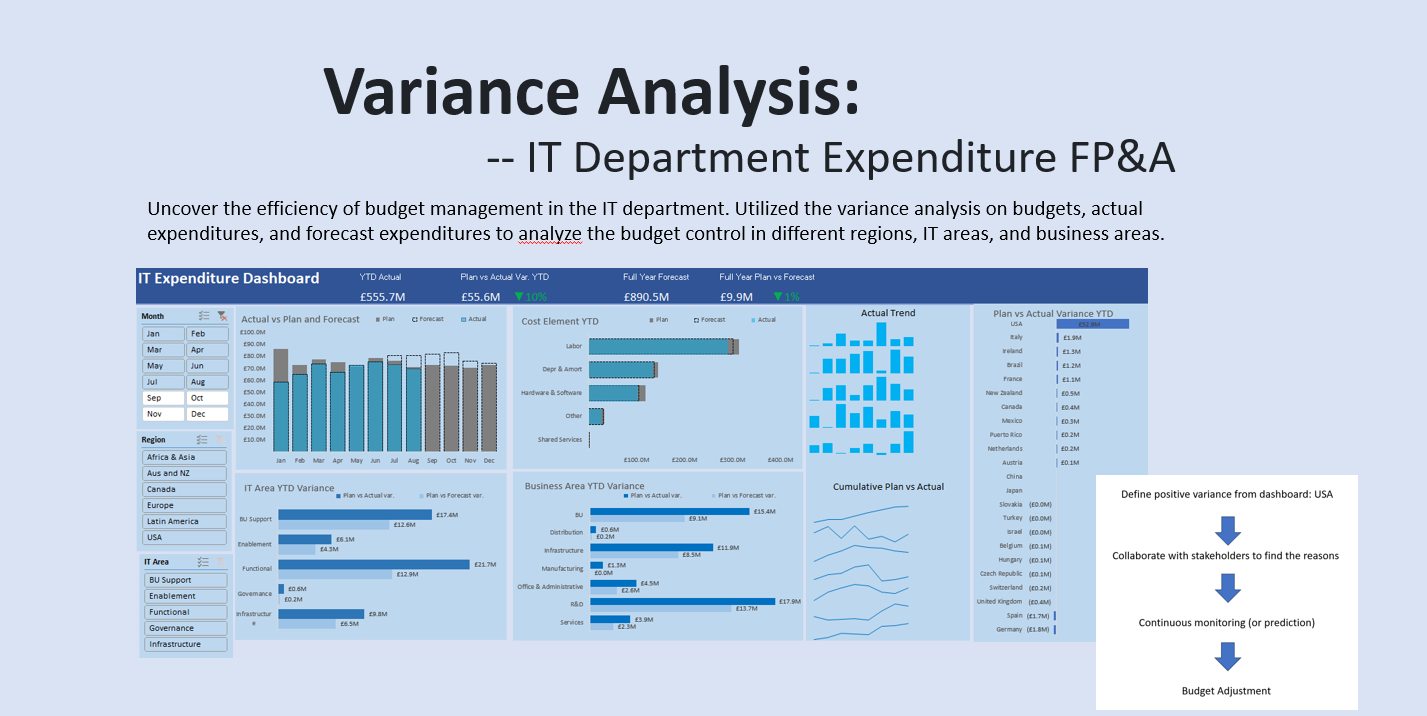 Variance Analysis:
-- IT Department Expenditure FP&A
Uncover the efficiency of budget management in the IT department. Utilized the variance analysis on budgets, actual
expenditures, and forecast expenditures to analyze the budget control in different regions, IT areas, and business areas.
IT Expenditure Dashboard
YTD Actual
£555.7M
Plan vs Actual Var. YTD
£55.6M ▼10%
Full Year Forecast
£890.5M
Full Year Plan vs Forecast
£9.9M ▼1%
Month
Jan Feb
Mar Apr
May Jun
Jul Aug
Sep Oct
Nov Dec
Region
Africa & Asia
Aus and NZ
Canada
Europe
Latin America
USA
IT Area
BU Support
Enablement
Functional
Governance
Infrastructure
Actual vs Plan and Forecast
Plan Forecast Actual
£100.0M
£90.0M
£80.0M
£70.0M
£60.0M
£50.0M
£40.0M
£30.0M
£20.0M
£10.0M
Jan Feb Mar Apr May Jun Jul Aug Sep Oct Nov Dec
Cost Element YTD
Plan Forecast Actual
Labor
Depr & Amort
Hardware & Software
Other
Shared Services
£100.0M £200.0M £300.0M £400.0M
Actual Trend
IT Area YTD Variance
Plan vs Actual var. Plan vs Forecast var.
BU Support £17.4M
£12.6M
Enablement £6.1M
£4.3M
Functional £21.7M
£12.9M
Governance £0.6M
£0.2M
Infrastructur
e
£9.8M
£6.5M
Business Area YTD Variance
Plan vs Actual var. Plan vs Forecast var.
BU £15.4M
£9.1M
Distribution £0.6M
£0.2M
Infrastructure £11.9M
£8.5M
Manufacturing £1.3M
£0.0M
Office & Administrative £4.5M
£2.6M
R&D £17.9M
£13.7M
Services £3.9M
£2.3M
Cumulative Plan vs Actual
Plan vs Actual Variance YTD
USA
Italy £1.9M
Ireland £1.3M
Brazil £1.2M
France £1.1M
New Zealand £0.5M
Canada £0.4M
Mexico £0.3M
Puerto Rico £0.2M
Netherlands £0.2M
Austria £0.1M
China
Japan
Slovakia (£0.0M)
Turkey (£0.0M)
Israel (£0.0M)
Belgium (£0.1M)
Hungary (£0.1M)
Czech Republic (£0.1M)
Switzerland (£0.2M)
United Kingdom (£0.4M)
Spain (£1.7M)
Germany (£1.8M)
Define positive variance from dashboard: USA
Collaborate with stakeholders to find the reasons
Continuous monitoring (or prediction)
Budget Adjustment